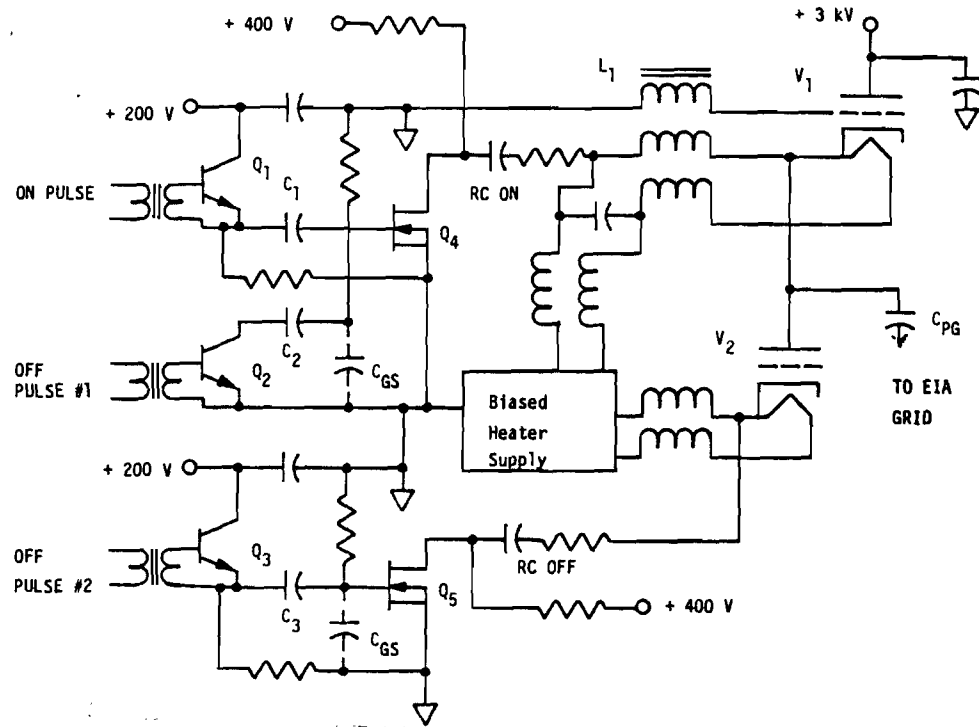 + 400 V
+ 3 kV
L1
V1
+ 200 V
Q1
C1
ON PULSE
RC ON
Q4
C2
Q2
CGS
OFF
PULSE #1
V2
CPG
TO EIA
GRID
Biased
Heater
Supply
+ 200 V
OFF
PULSE #2
Q3
C3
Q5
CGS
RC OFF
+ 400 V